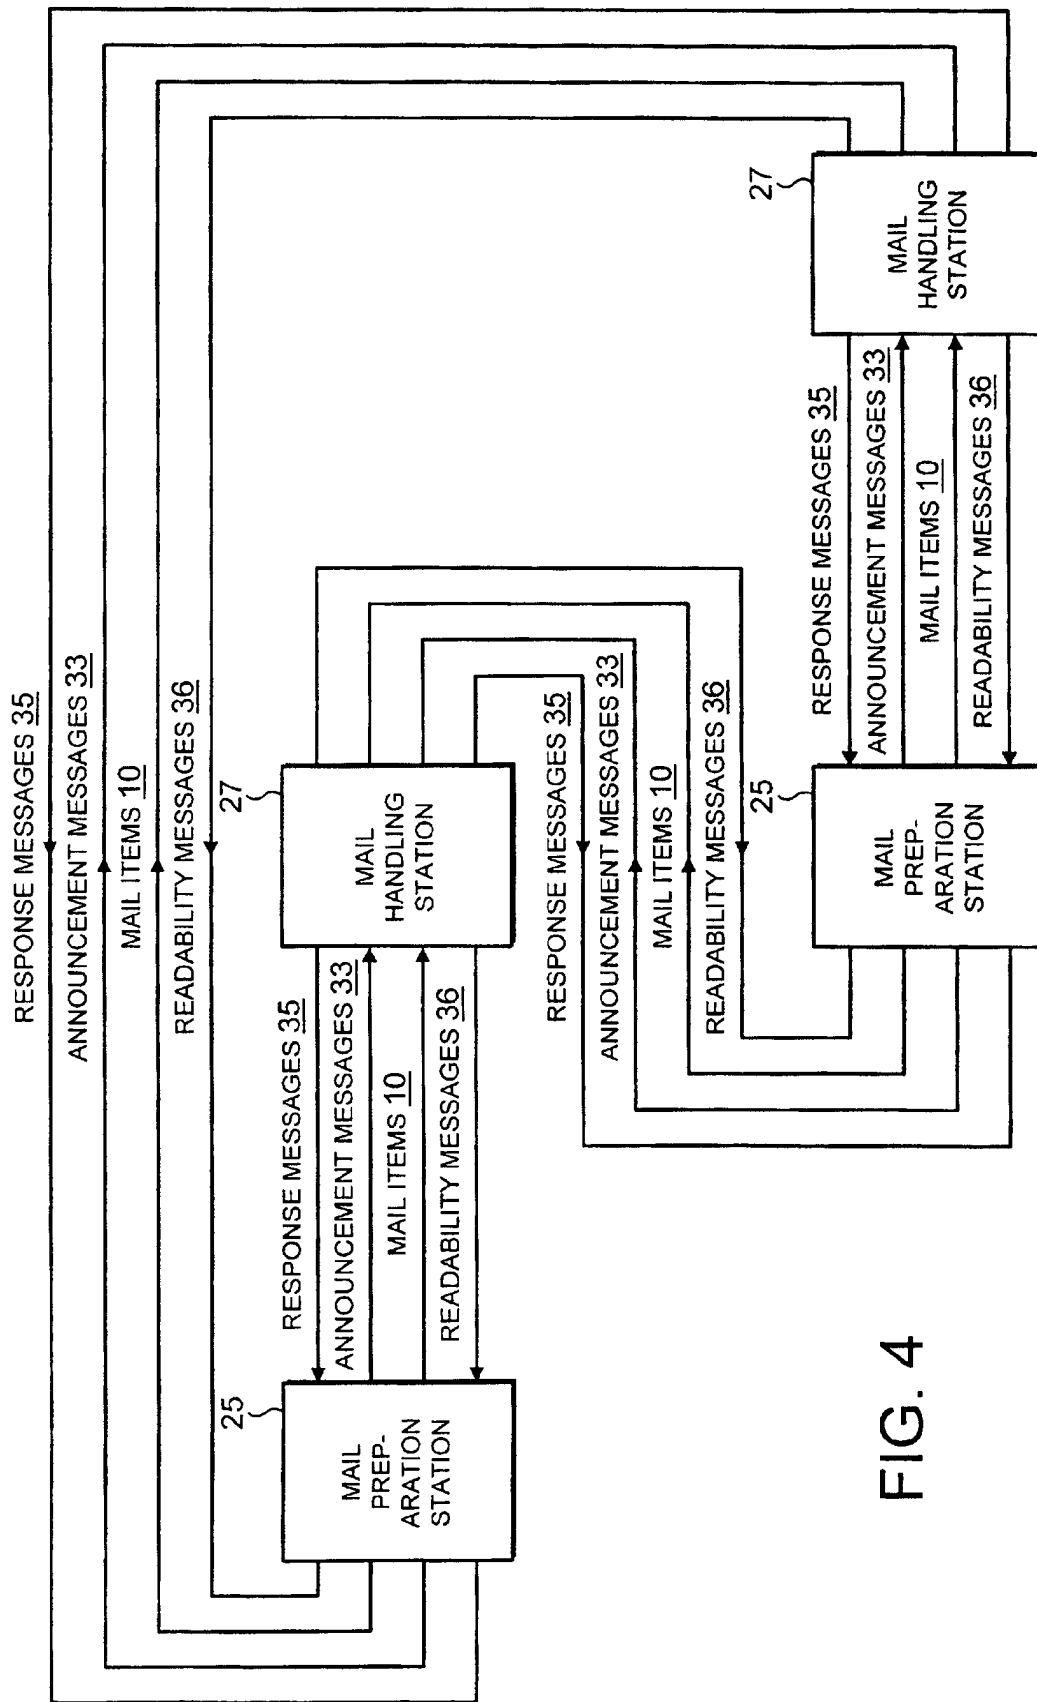 RESPONSE MESSAGES 35
ANNOUNCEMENT MESSAGES 33
MAIL ITEMS 10
READABILITY MESSAGES 36
25
MAIL
PREP-
ARATION
STATION
RESPONSE MESSAGES 35
ANNOUNCEMENT MESSAGES 33
MAIL ITEMS 10
READABILITY MESSAGES 36
27
MAIL
HANDLING
STATION
RESPONSE MESSAGES 35
ANNOUNCEMENT MESSAGES 33
MAIL ITEMS 10
READABILITY MESSAGES 36
25
MAIL
PREP-
ARATION
STATION
RESPONSE MESSAGES 35
ANNOUNCEMENT MESSAGES 33
MAIL ITEMS 10
READABILITY MESSAGES 36
27
MAIL
HANDLING
STATION
FIG. 4